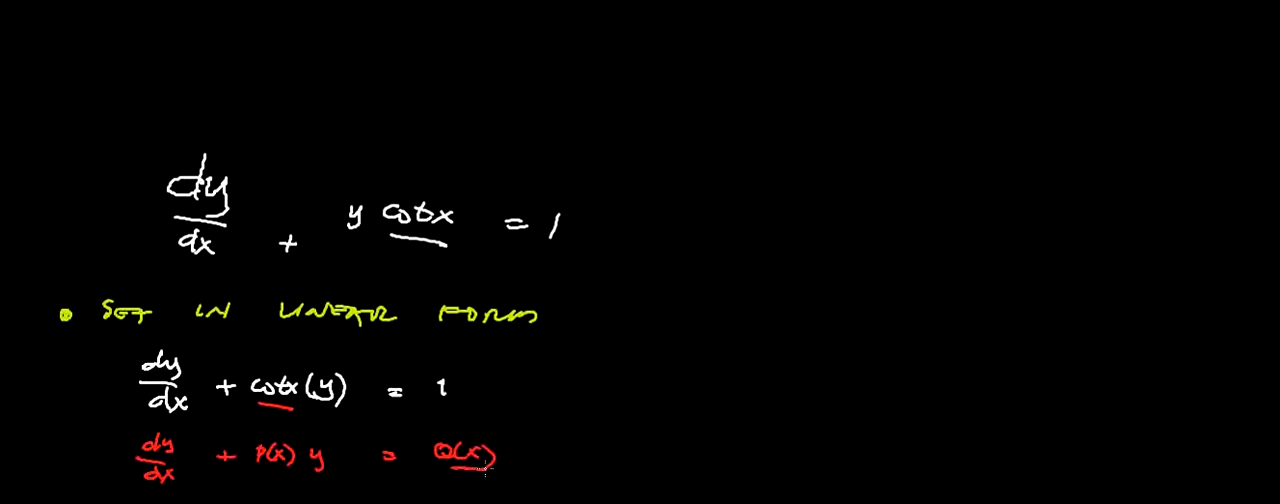 dy/dx + y cotx = 1
• SET IN LINEAR FORM
dy/dx + cotx(y) = 1
dy/dx + P(x) y = Q(x)